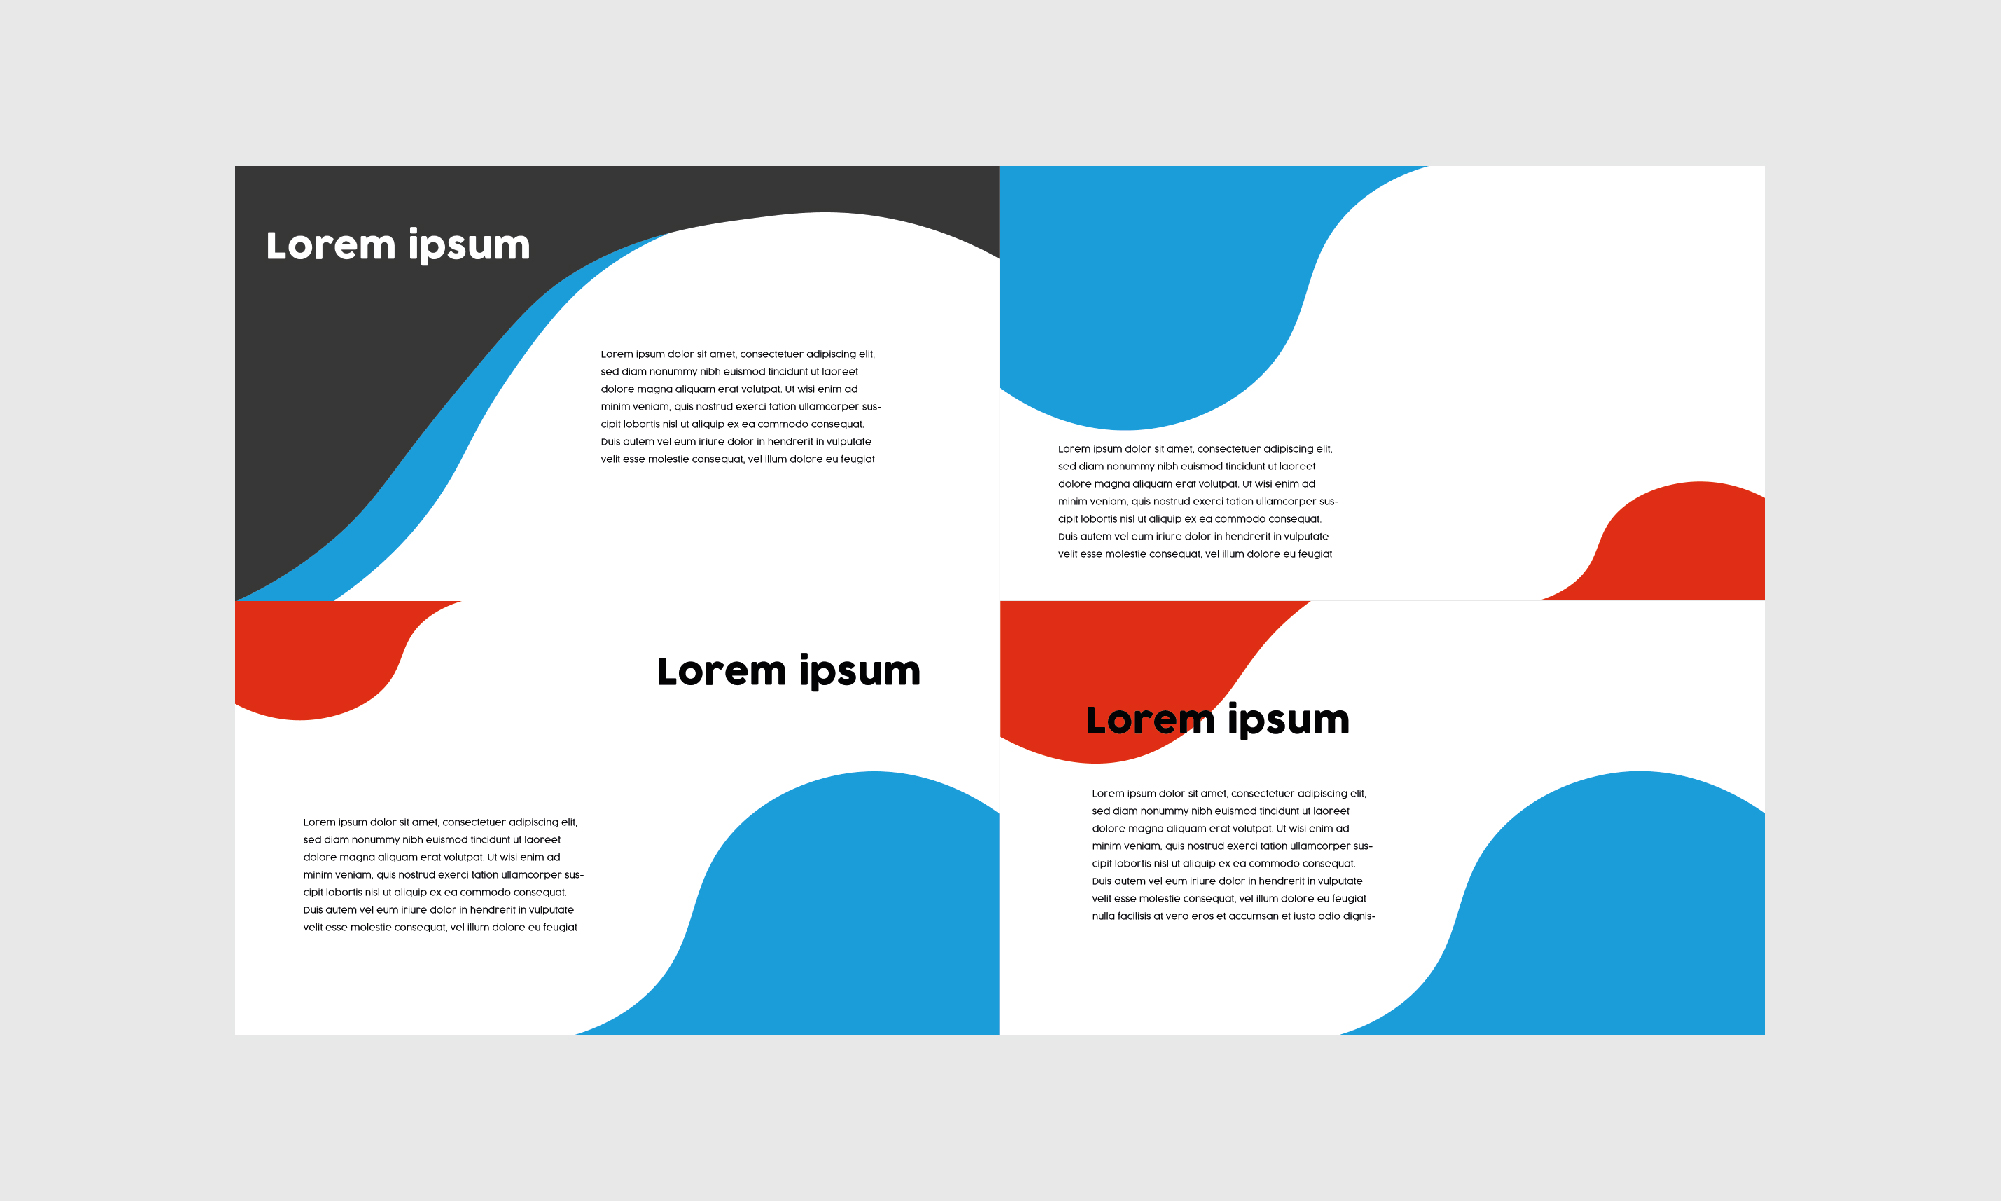 Lorem ipsum
Lorem ipsum dolor sit amet, consectetuer adipiscing elit,
sed diam nonummy nibh euismod tincidunt ut laoreet
dolore magna aliquam erat volutpat. Ut wisi enim ad
minim veniam, quis nostrud exerci tation ullamcorper sus-
cipit lobortis nisl ut aliquip ex ea commodo consequat.
Duis autem vel eum iriure dolor in hendrerit in vulputate
velit esse molestie consequat, vel illum dolore eu feugiat
Lorem ipsum dolor sit amet, consectetuer adipiscing elit,
sed diam nonummy nibh euismod tincidunt ut laoreet
dolore magna aliquam erat volutpat. Ut wisi enim ad
minim veniam, quis nostrud exerci tation ullamcorper sus-
cipit lobortis nisl ut aliquip ex ea commodo consequat.
Duis autem vel eum iriure dolor in hendrerit in vulputate
velit esse molestie consequat, vel illum dolore eu feugiat
Lorem ipsum
Lorem ipsum dolor sit amet, consectetuer adipiscing elit,
sed diam nonummy nibh euismod tincidunt ut laoreet
dolore magna aliquam erat volutpat. Ut wisi enim ad
minim veniam, quis nostrud exerci tation ullamcorper sus-
cipit lobortis nisl ut aliquip ex ea commodo consequat.
Duis autem vel eum iriure dolor in hendrerit in vulputate
velit esse molestie consequat, vel illum dolore eu feugiat
Lorem ipsum
Lorem ipsum dolor sit amet, consectetuer adipiscing elit,
sed diam nonummy nibh euismod tincidunt ut laoreet
dolore magna aliquam erat volutpat. Ut wisi enim ad
minim veniam, quis nostrud exerci tation ullamcorper sus-
cipit lobortis nisl ut aliquip ex ea commodo consequat.
Duis autem vel eum iriure dolor in hendrerit in vulputate
velit esse molestie consequat, vel illum dolore eu feugiat
nulla facilisis at vero eros et accumsan et iusto odio dignis-